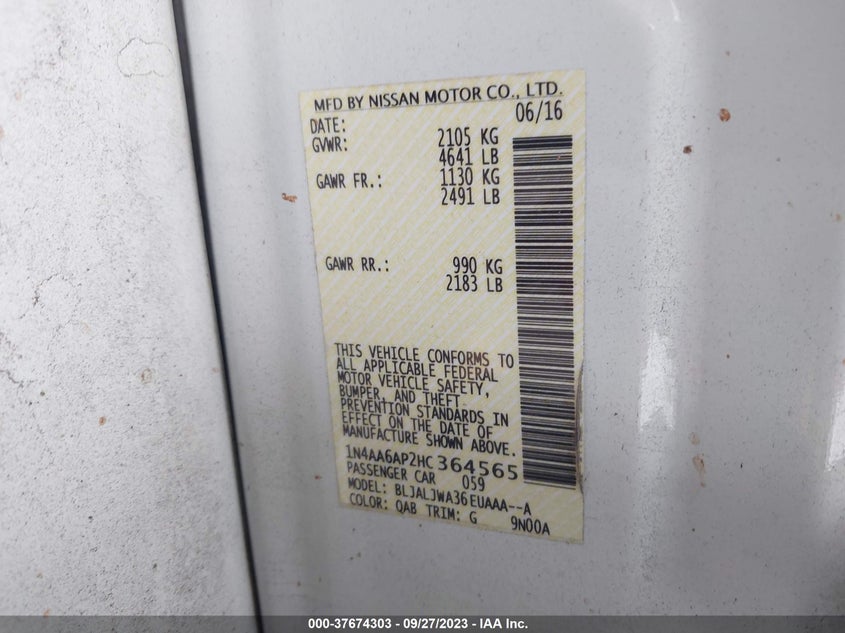 MFD BY NISSAN MOTOR CO., LTD.
DATE: 06/16
GVWR: 2105 KG
4641 LB
GAWR FR.: 1130 KG
2491 LB
GAWR RR.: 990 KG
2183 LB
THIS VEHICLE CONFORMS TO
ALL APPLICABLE FEDERAL
MOTOR VEHICLE SAFETY,
BUMPER, AND THEFT
PREVENTION STANDARDS IN
EFFECT ON THE DATE OF
MANUFACTURE SHOWN ABOVE.
1N4AA6AP2HC364565
PASSENGER CAR 059
MODEL: BLJALJWA36EUAAA--A
COLOR: QAB TRIM: G 9N00A
000-37674303 - 09/27/2023 - IAA Inc.